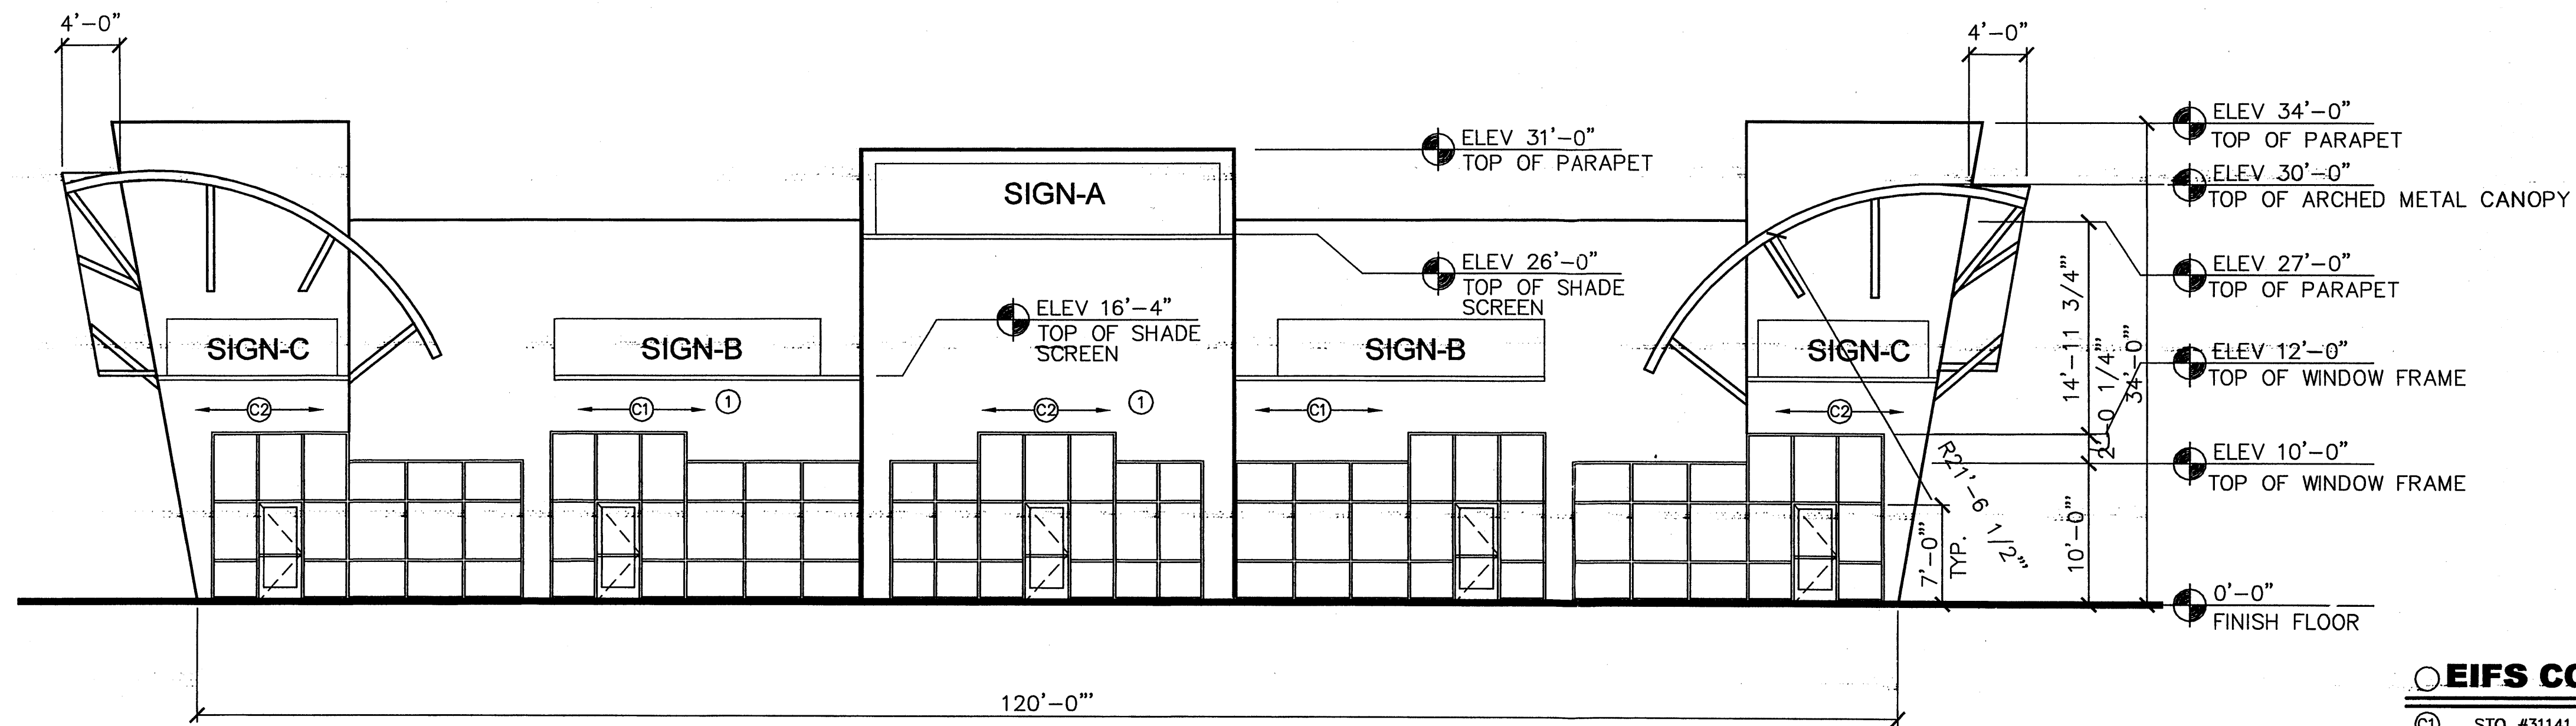 4'-0"
4'-0"
ELEV 34'-0"
TOP OF PARAPET
ELEV 31'-0"
TOP OF PARAPET
ELEV 30'-0"
TOP OF ARCHED METAL CANOPY
SIGN-A
ELEV 26'-0"
TOP OF SHADE
SCREEN
ELEV 27'-0"
TOP OF PARAPET
ELEV 16'-4"
TOP OF SHADE
SCREEN
SIGN-C
SIGN-B
SIGN-B
SIGN-C
14'-11 3/4"'
2'-0 1/4"'
34'-0"'
ELEV 12'-0"
TOP OF WINDOW FRAME
C2
C1
1
C2
1
C1
C2
ELEV 10'-0"
TOP OF WINDOW FRAME
R21'-6 1/2"'
7'-0"'
TYP.
10'-0"'
0'-0"
FINISH FLOOR
120'-0"'
EIFS CO
C1 STO #31141